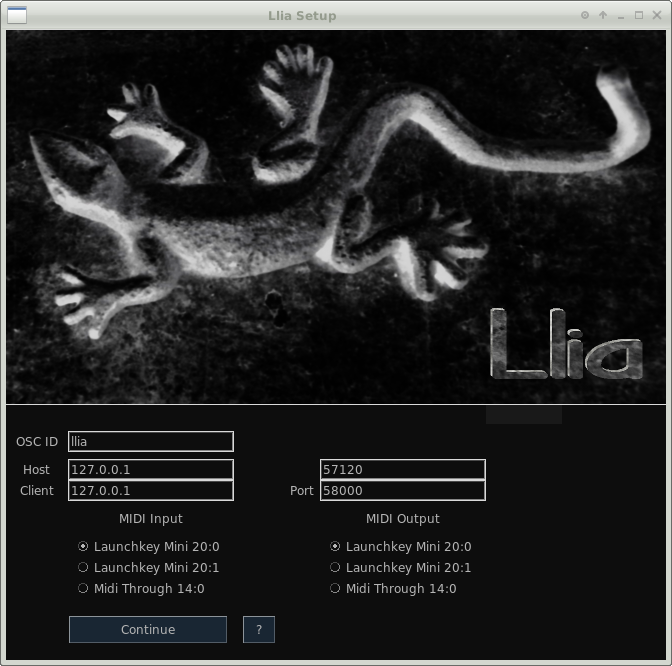 Llia Setup
Llia
OSC ID llia
Host 127.0.0.1 57120
Client 127.0.0.1 Port 58000
MIDI Input MIDI Output
Launchkey Mini 20:0 Launchkey Mini 20:0
Launchkey Mini 20:1 Launchkey Mini 20:1
Midi Through 14:0 Midi Through 14:0
Continue ?